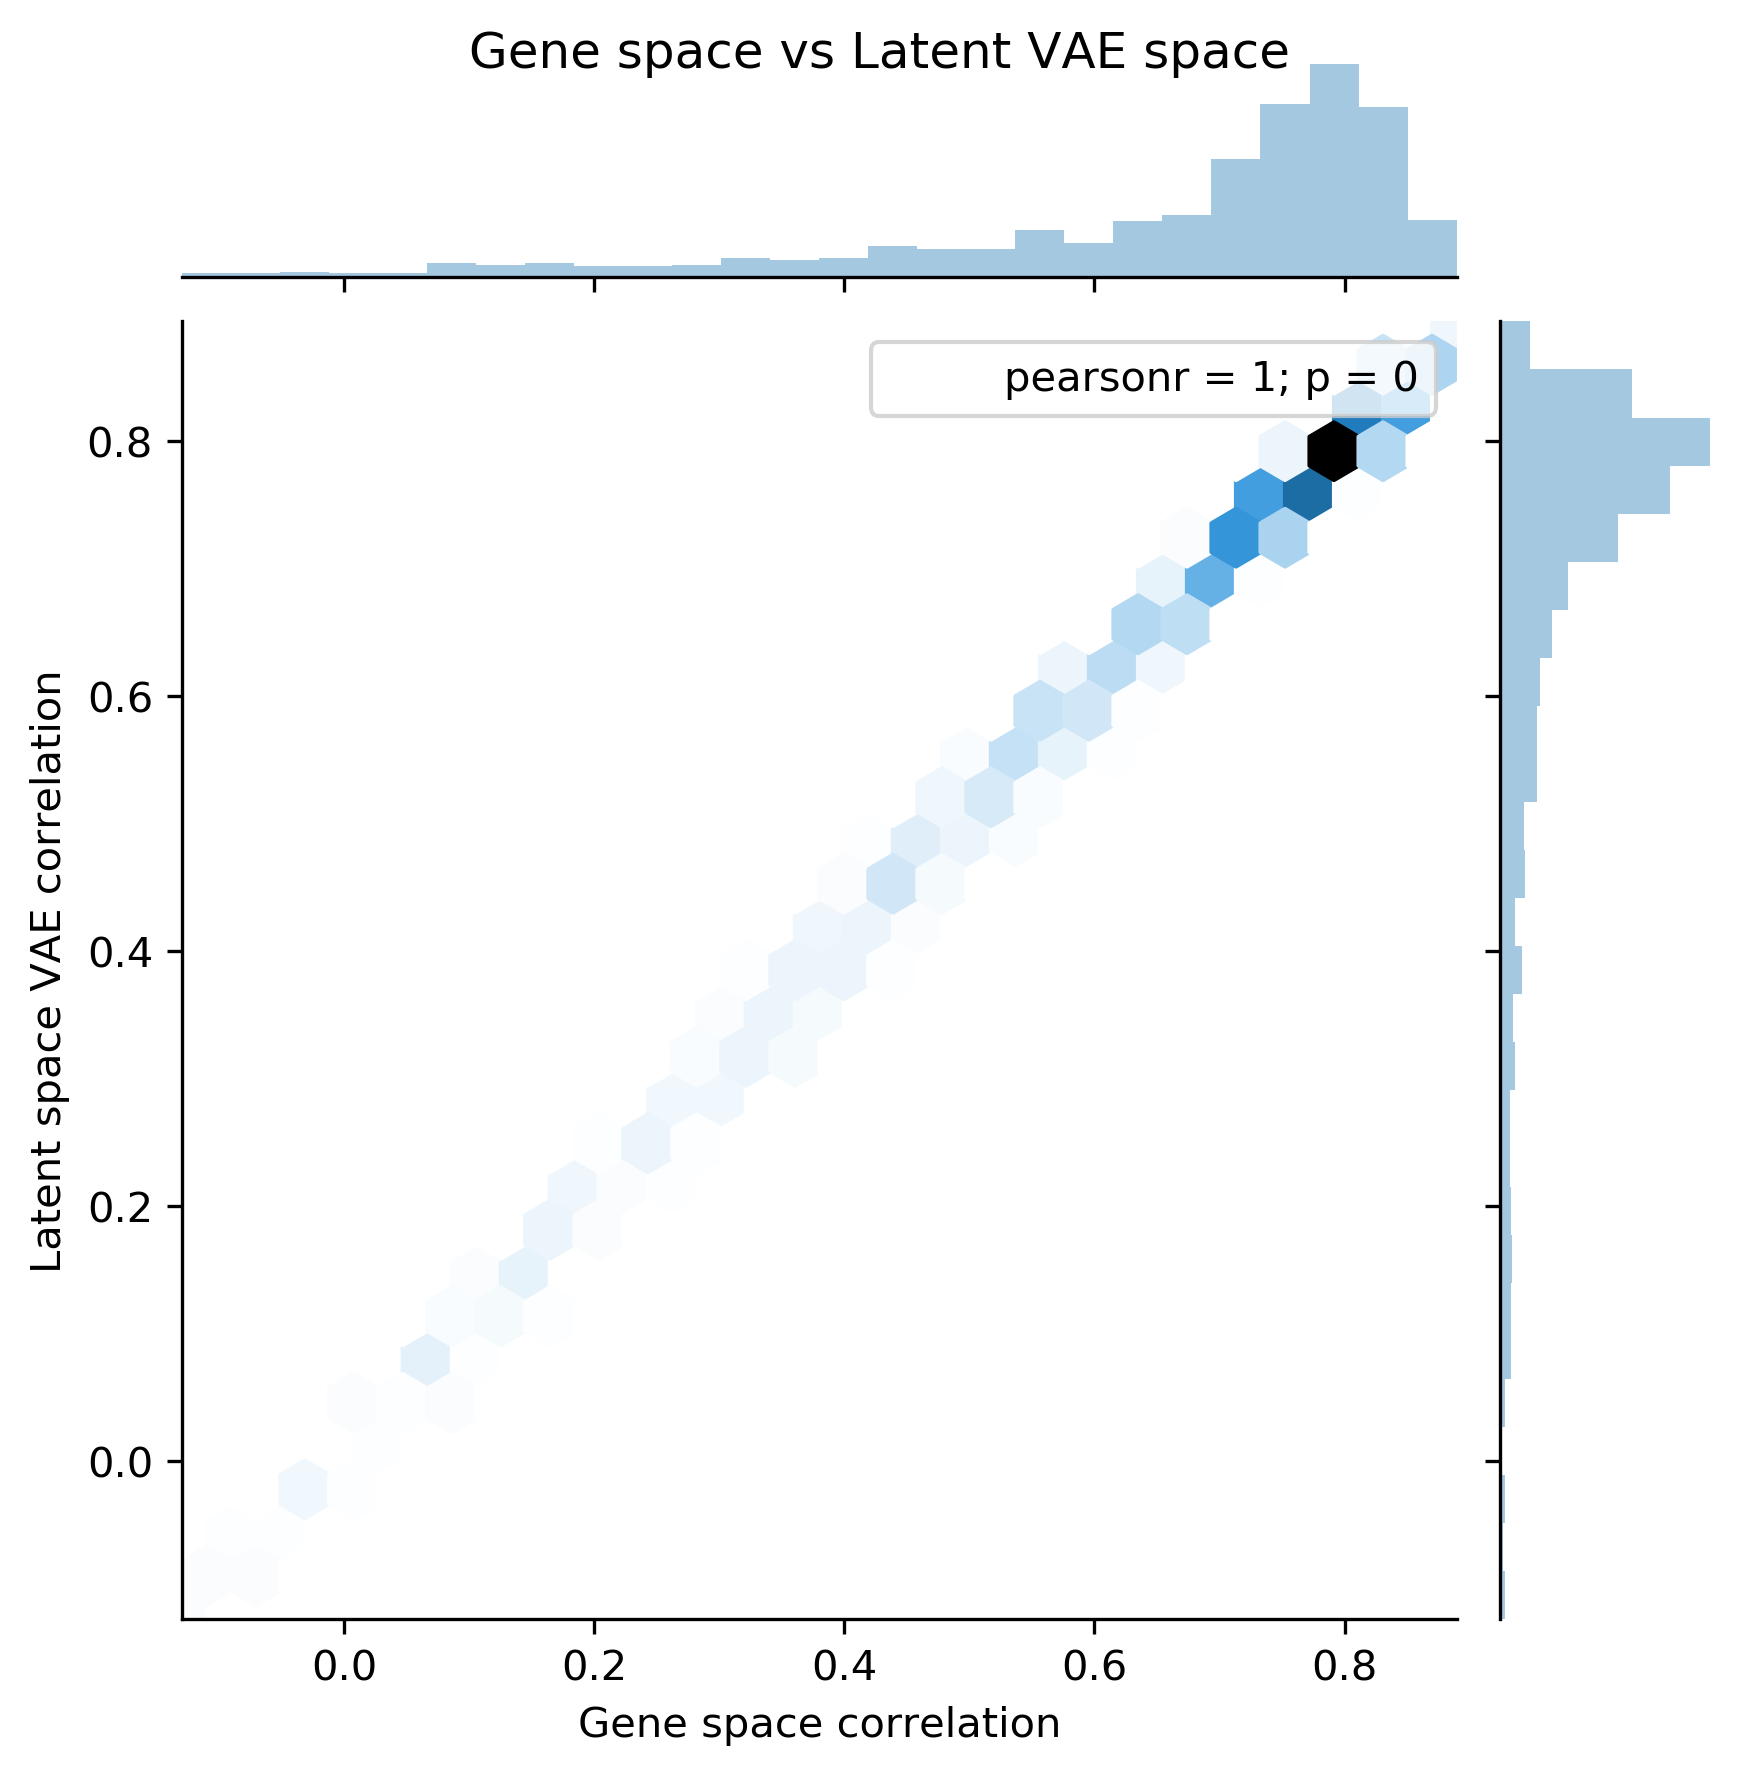 Gene space vs Latent VAE space
pearsonr = 1; p = 0
0.8
0.6
0.4
0.2
0.0
Latent space VAE correlation
0.0 0.2 0.4 0.6 0.8
Gene space correlation